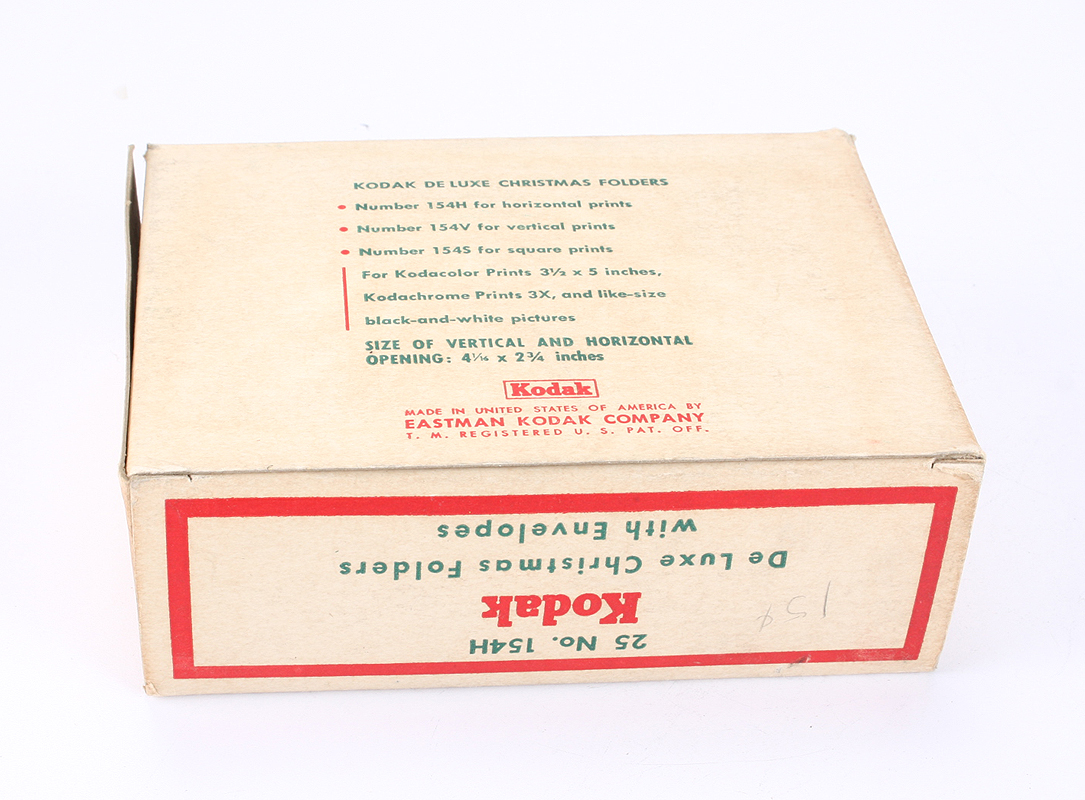 KODAK DE LUXE CHRISTMAS FOLDERS
• Number 154H for horizontal prints
• Number 154V for vertical prints
• Number 154S for square prints
For Kodacolor Prints 3½ x 5 inches,
Kodachrome Prints 3X, and like-size
black-and-white pictures
SIZE OF VERTICAL AND HORIZONTAL
OPENING: 4 1/16 x 2¾ inches
Kodak
MADE IN UNITED STATES OF AMERICA BY
EASTMAN KODAK COMPANY
T. M. REGISTERED U. S. PAT. OFF.
25 No. 154H
Kodak
De Luxe Christmas Folders
with Envelopes
15¢